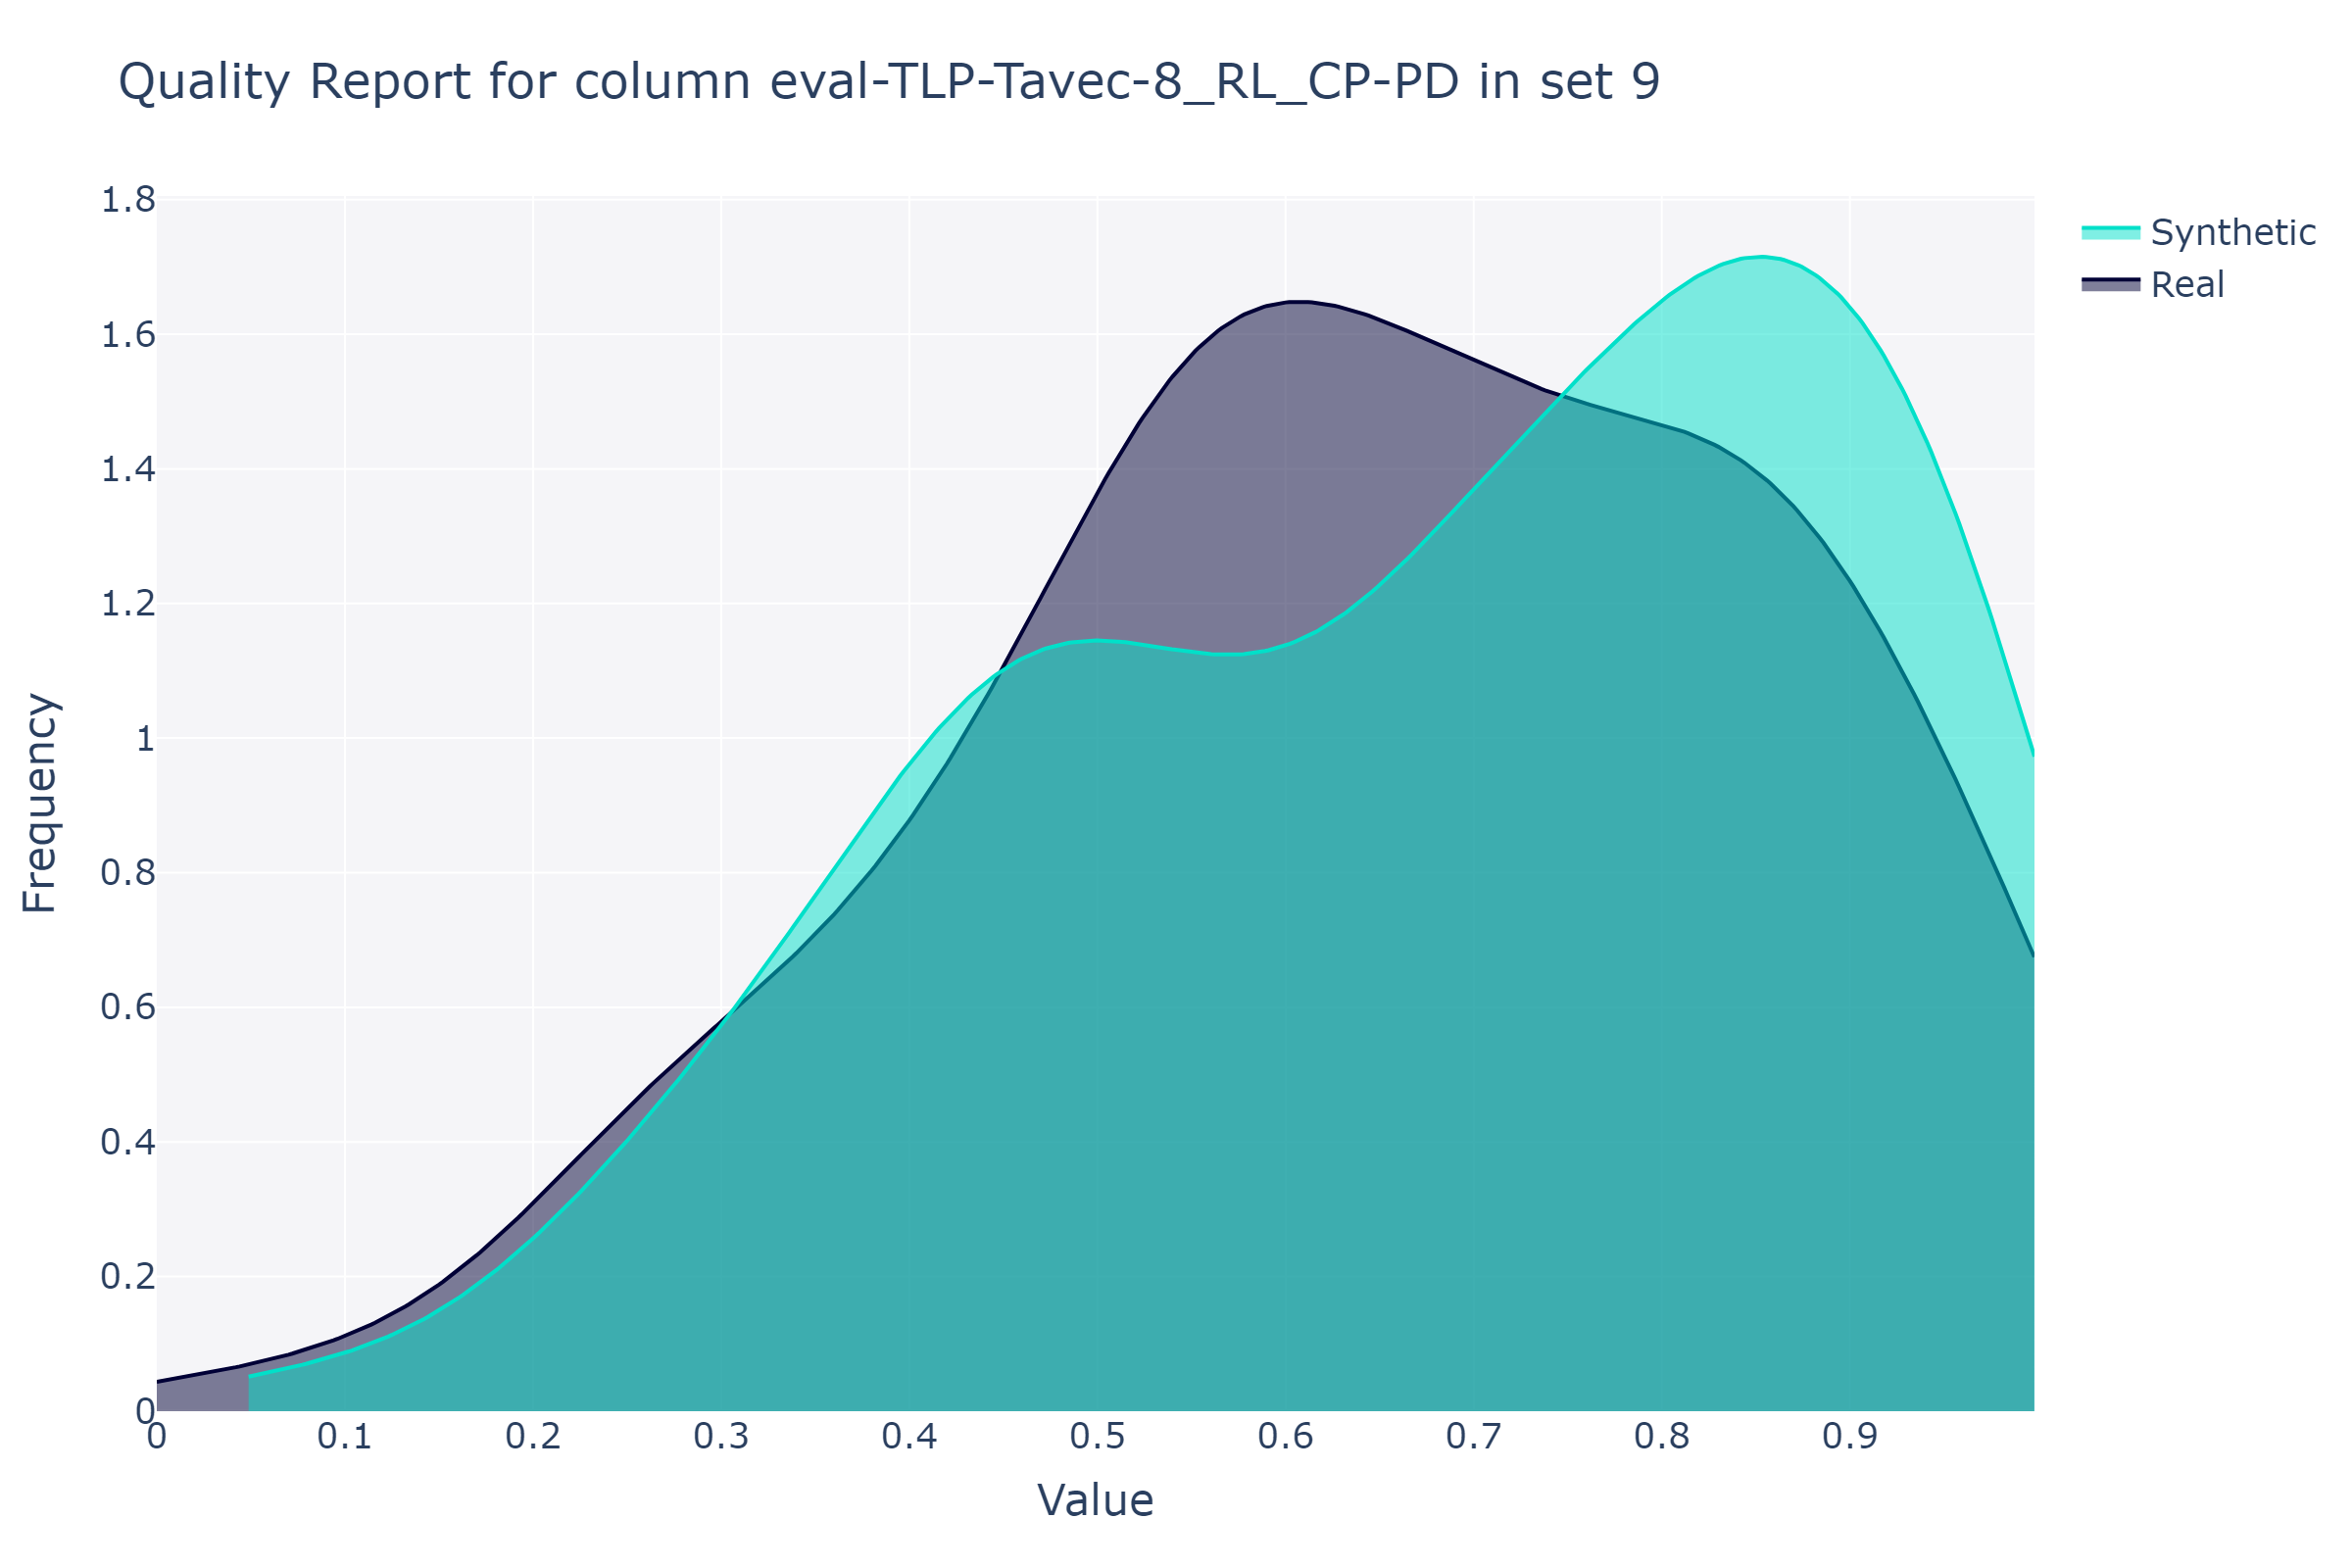 Quality Report for column eval-TLP-Tavec-8_RL_CP-PD in set 9
Synthetic
Real
Frequency
1.8
1.6
1.4
1.2
1
0.8
0.6
0.4
0.2
0
0 0.1 0.2 0.3 0.4 0.5 0.6 0.7 0.8 0.9
Value